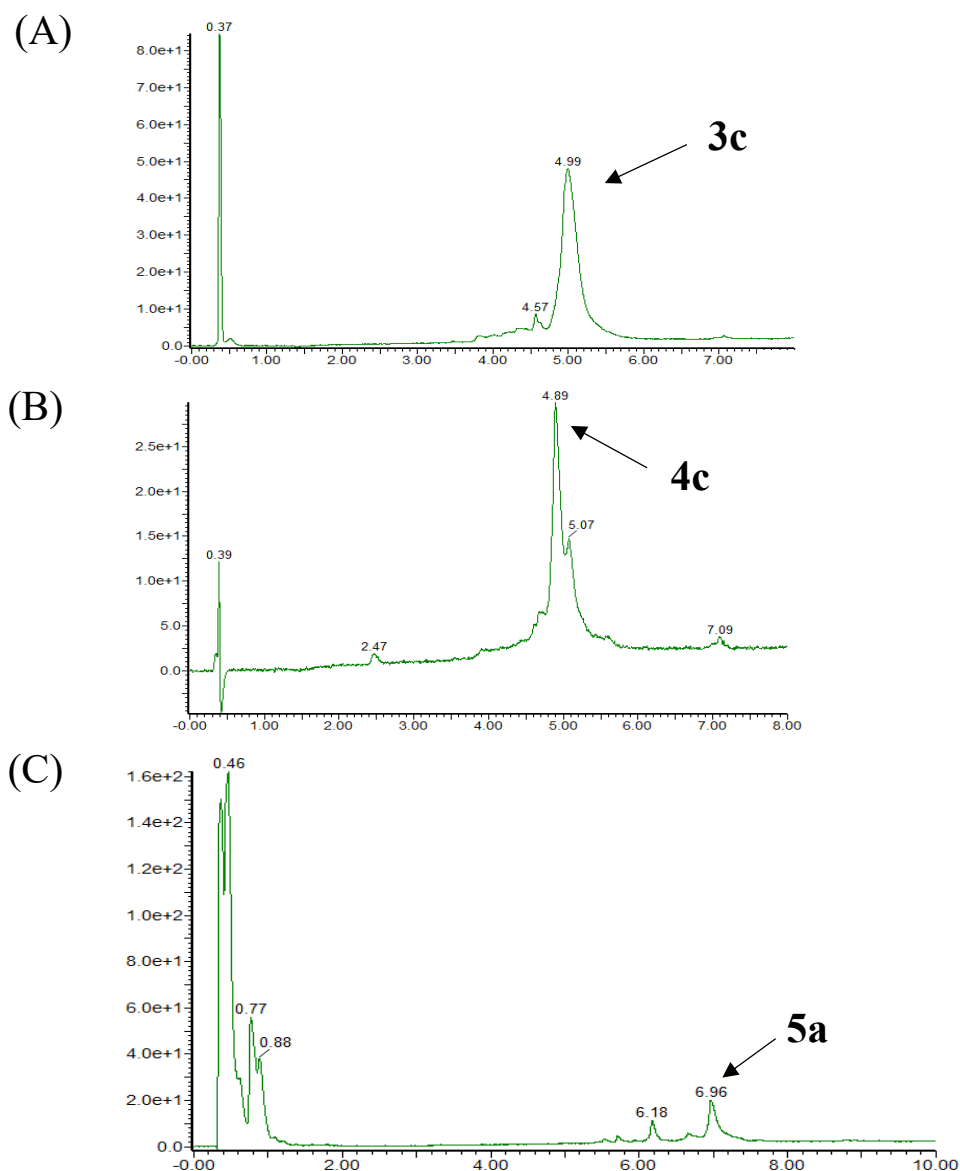 (A)
0.37
8.0e+1
7.0e+1
6.0e+1
5.0e+1
4.0e+1
3.0e+1
2.0e+1
1.0e+1
0.0
3c
4.99
4.57
-0.00 1.00 2.00 3.00 4.00 5.00 6.00 7.00
(B)
4.89
2.5e+1
2.0e+1
1.5e+1
1.0e+1
5.0
0.0
4c
5.07
0.39
2.47
7.09
-0.00 1.00 2.00 3.00 4.00 5.00 6.00 7.00 8.00
(C)
0.46
1.6e+2
1.4e+2
1.2e+2
1.0e+2
8.0e+1
6.0e+1
4.0e+1
2.0e+1
0.0
0.77
0.88
5a
6.96
6.18
-0.00 2.00 4.00 6.00 8.00 10.00